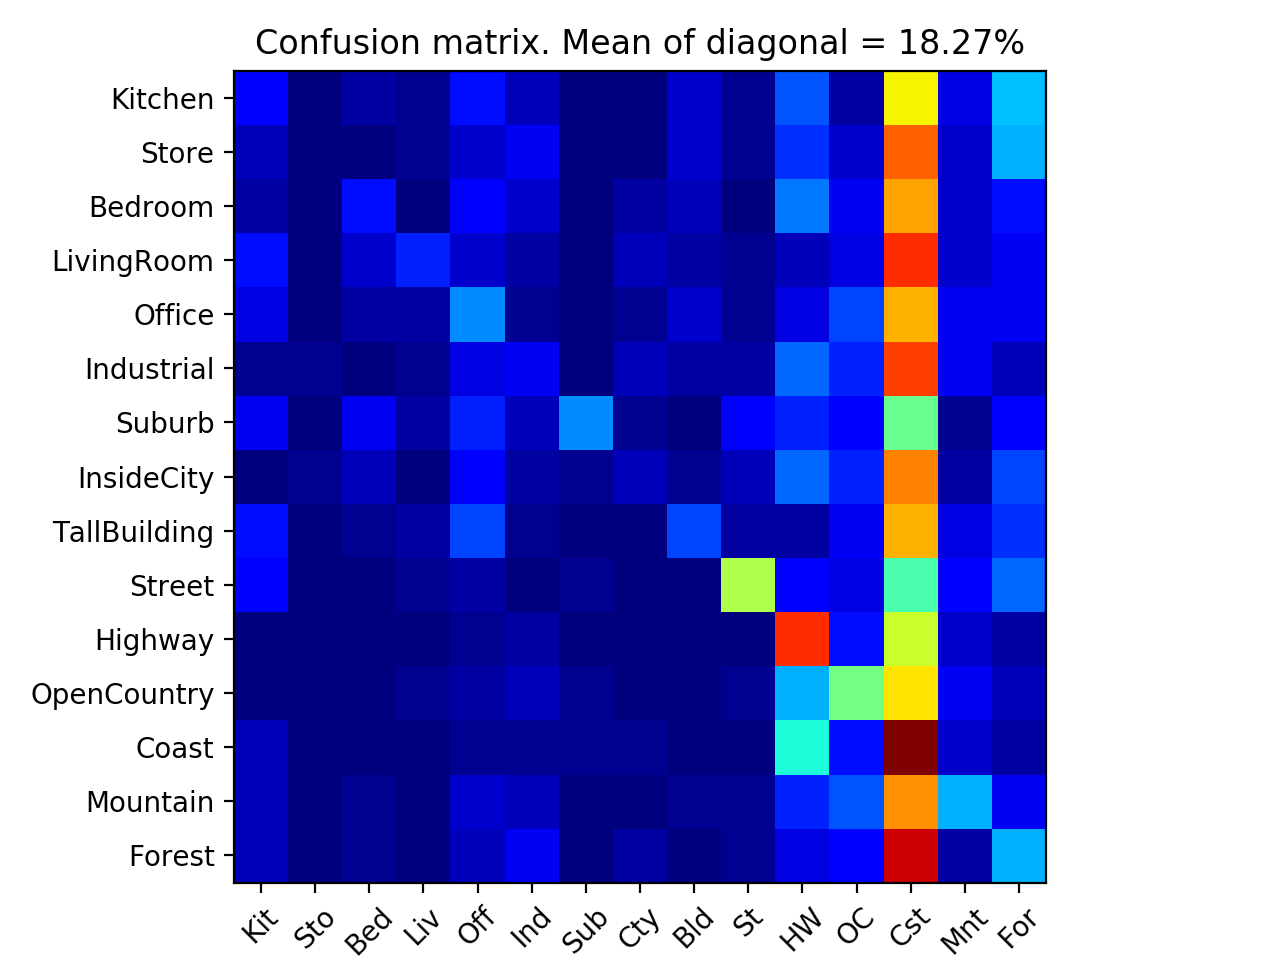 Confusion matrix. Mean of diagonal = 18.27%
Kitchen
Store
Bedroom
LivingRoom
Office
Industrial
Suburb
InsideCity
TallBuilding
Street
Highway
OpenCountry
Coast
Mountain
Forest
Kit Sto Bed Liv Off Ind Sub Cty Bld St HW OC Cst Mnt For